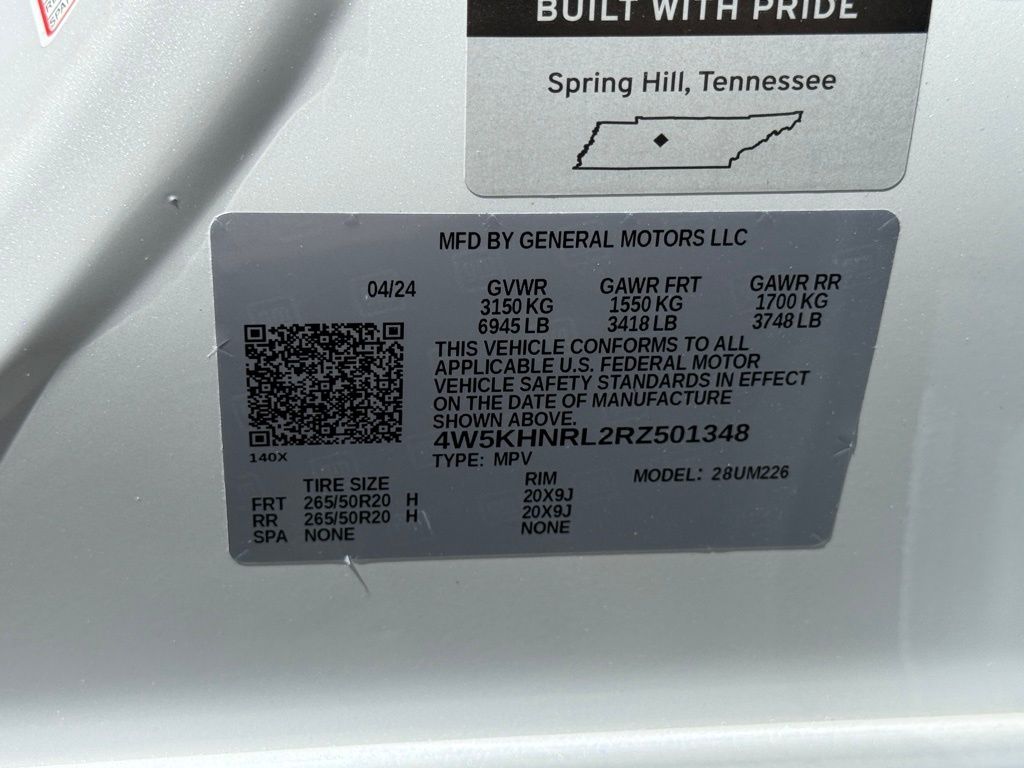 BUILT WITH PRIDE
Spring Hill, Tennessee
MFD BY GENERAL MOTORS LLC
04/24 GVWR GAWR FRT GAWR RR
3150 KG 1550 KG 1700 KG
6945 LB 3418 LB 3748 LB
THIS VEHICLE CONFORMS TO ALL
APPLICABLE U.S. FEDERAL MOTOR
VEHICLE SAFETY STANDARDS IN EFFECT
ON THE DATE OF MANUFACTURE
SHOWN ABOVE.
4W5KHNRL2RZ501348
140X
TYPE: MPV
MODEL: 28UM226
TIRE SIZE RIM
FRT 265/50R20 H 20X9J
RR 265/50R20 H 20X9J
SPA NONE NONE